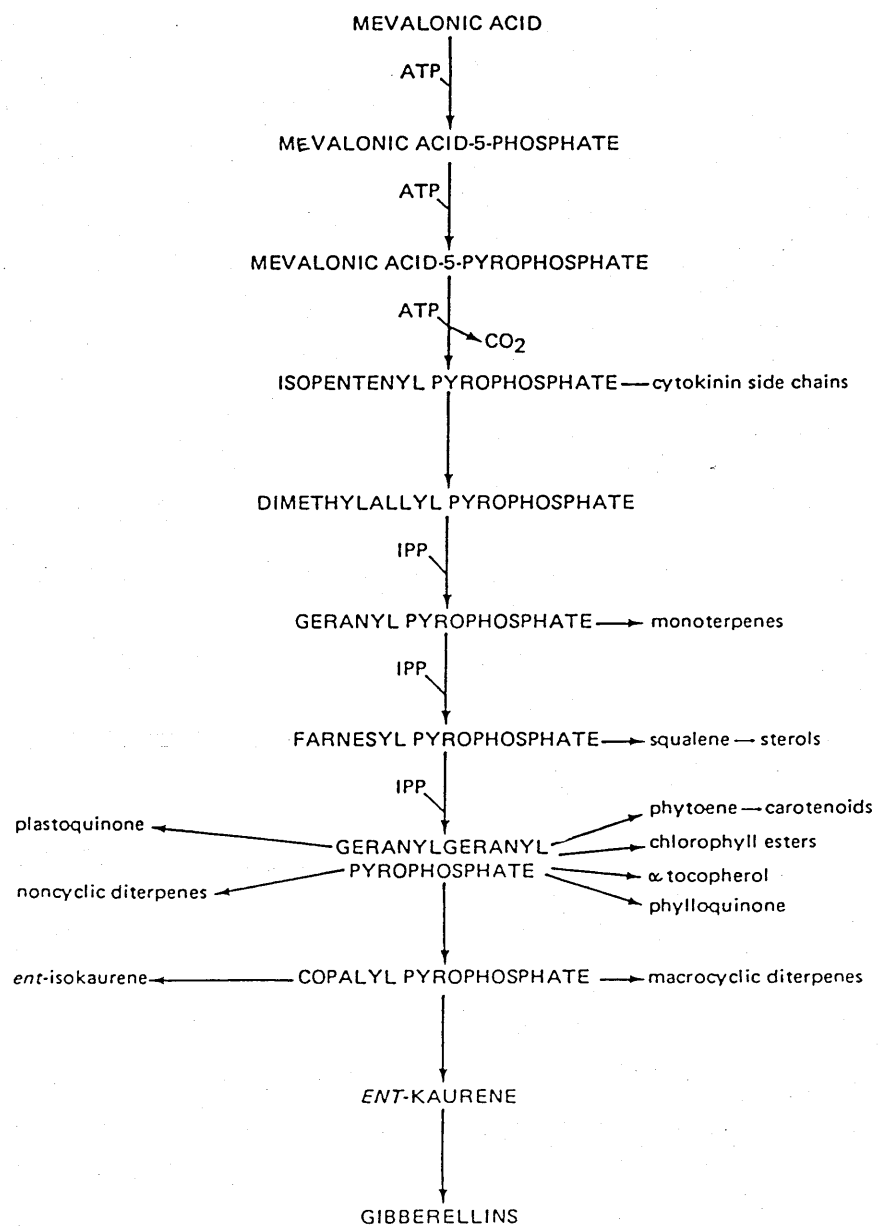 MEVALONIC ACID
ATP
MEVALONIC ACID-5-PHOSPHATE
ATP
MEVALONIC ACID-5-PYROPHOSPHATE
ATP
CO2
ISOPENTENYL PYROPHOSPHATE cytokinin side chains
DIMETHYLALLYL PYROPHOSPHATE
IPP
GERANYL PYROPHOSPHATE monoterpenes
IPP
FARNESYL PYROPHOSPHATE squalene sterols
IPP
phytoene carotenoids
plastoquinone
GERANYLGERANYL chlorophyll esters
PYROPHOSPHATE α tocopherol
noncyclic diterpenes
phylloquinone
ent-isokaurene COPALYL PYROPHOSPHATE macrocyclic diterpenes
ENT-KAURENE
GIBBERELLINS